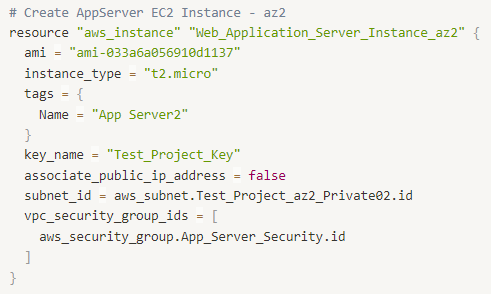 # Create AppServer EC2 Instance - az2
resource "aws_instance" "Web_Application_Server_Instance_az2" {
  ami = "ami-033a6a056910d1137"
  instance_type = "t2.micro"
  tags = {
    Name = "App Server2"
  }
  key_name = "Test_Project_Key"
  associate_public_ip_address = false
  subnet_id = aws_subnet.Test_Project_az2_Private02.id
  vpc_security_group_ids = [
    aws_security_group.App_Server_Security.id
  ]
}